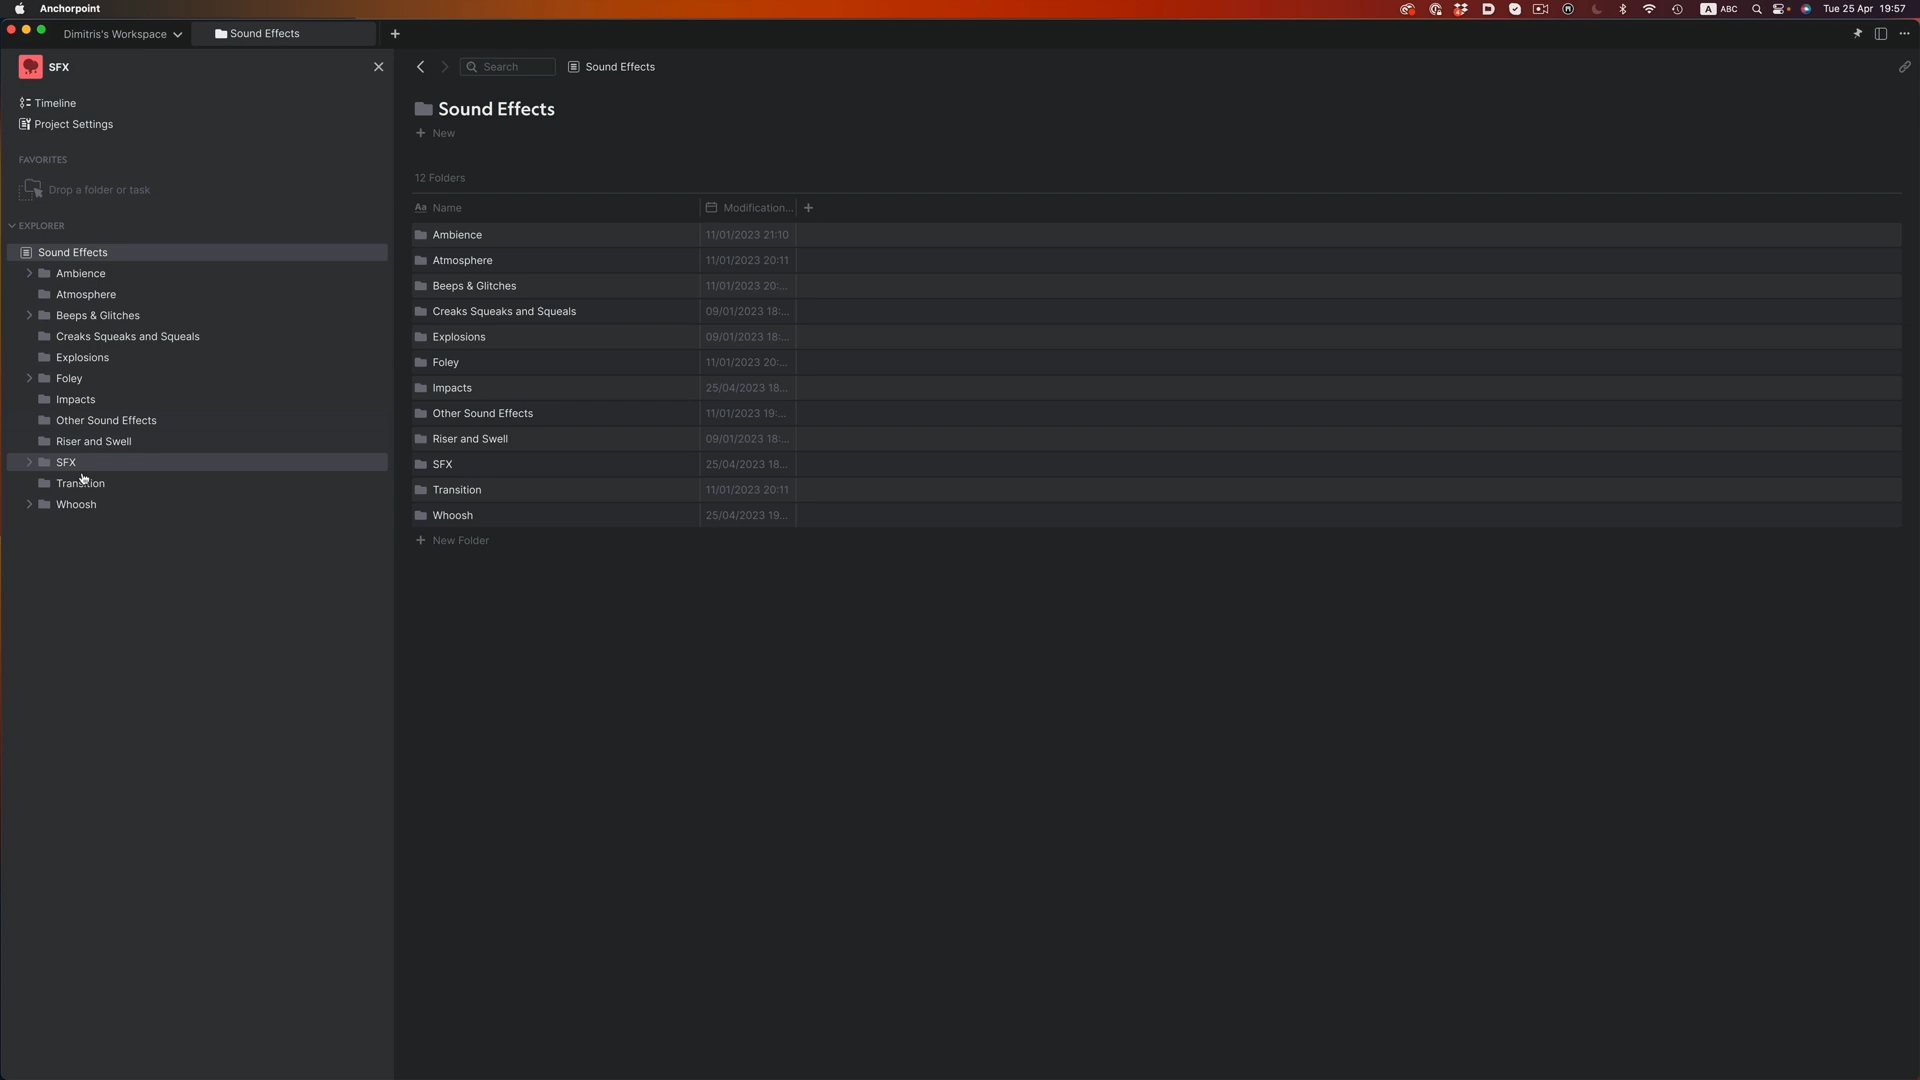 Anchorpoint
A ABC
Tue 25 Apr 19:57
Dimitris's Workspace
Sound Effects
SFX
Search
Sound Effects
Timeline
Project Settings
Sound Effects
+ New
FAVORITES
Drop a folder or task
12 Folders
EXPLORER
Aa Name
Modification...
Sound Effects
Ambience
Atmosphere
Beeps & Glitches
Creaks Squeaks and Squeals
Explosions
Foley
Impacts
Other Sound Effects
Riser and Swell
SFX
Transition
Whoosh
Ambience 11/01/2023 21:10
Atmosphere 11/01/2023 20:11
Beeps & Glitches 11/01/2023 20:...
Creaks Squeaks and Squeals 09/01/2023 18:...
Explosions 09/01/2023 18:...
Foley 11/01/2023 20:...
Impacts 25/04/2023 18...
Other Sound Effects 11/01/2023 19:...
Riser and Swell 09/01/2023 18:...
SFX 25/04/2023 18...
Transition 11/01/2023 20:11
Whoosh 25/04/2023 19...
+ New Folder